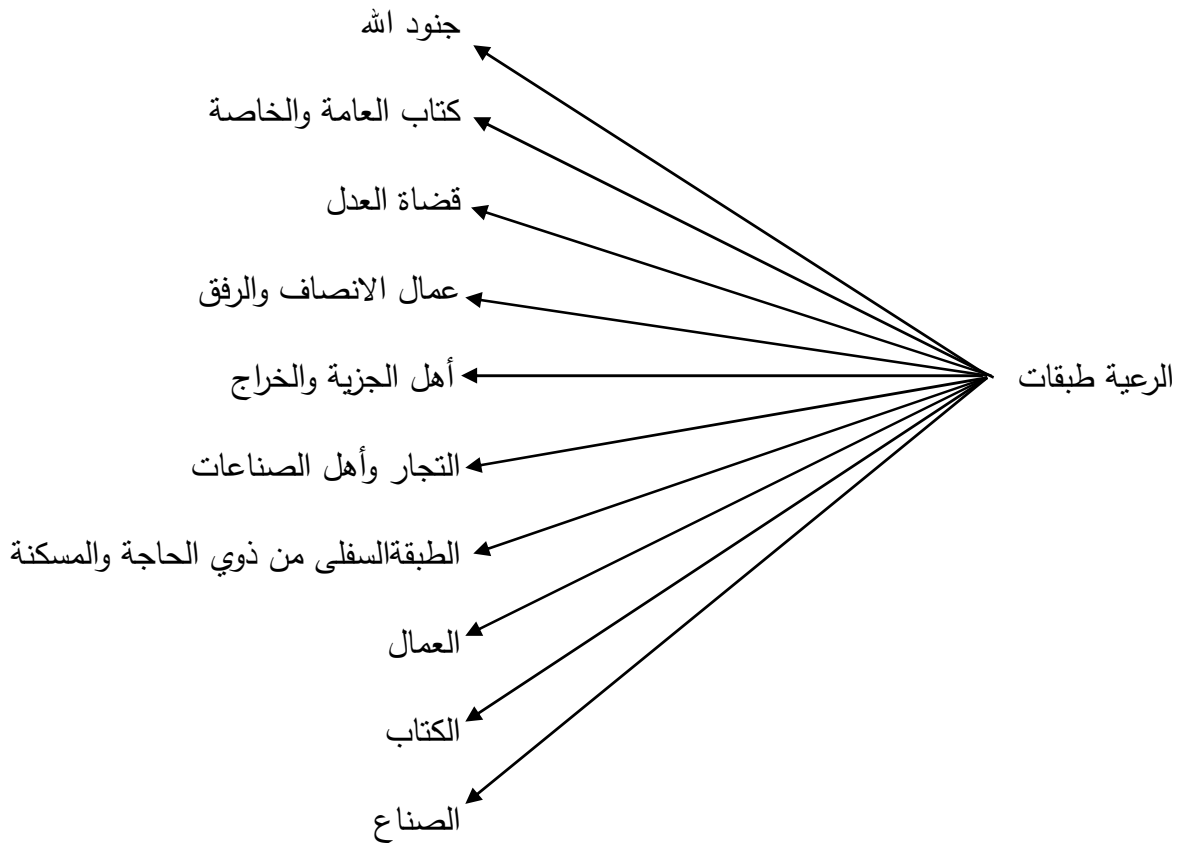 الرعية طبقات
جنود الله
كتاب العامة والخاصة
قضاة العدل
عمال الانصاف والرفق
أهل الجزية والخراج
التجار وأهل الصناعات
الطبقةالسفلى من ذوي الحاجة والمسكنة
العمال
الكتاب
الصناع